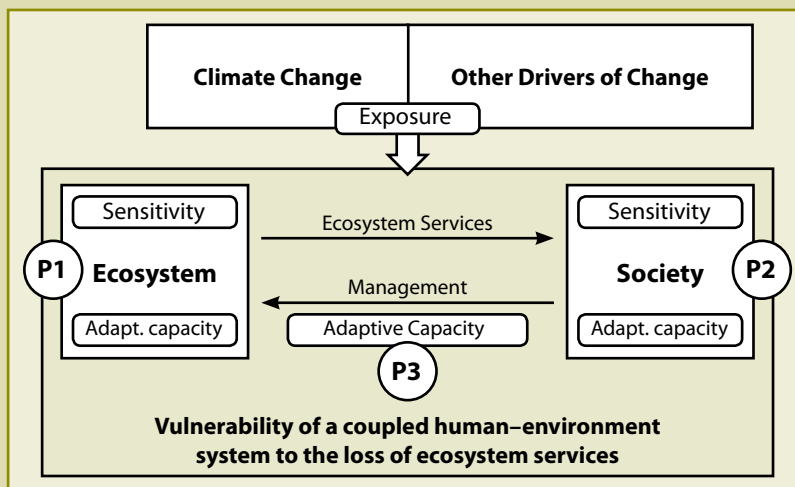 Climate Change
Other Drivers of Change
Exposure
Sensitivity
Ecosystem Services
Sensitivity
P1
Ecosystem
Society
P2
Management
Adapt. capacity
Adaptive Capacity
Adapt. capacity
P3
Vulnerability of a coupled human–environment
system to the loss of ecosystem services